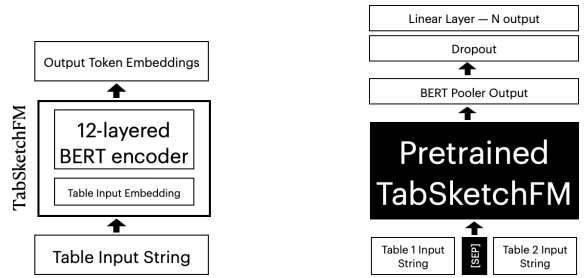 Output Token Embeddings
TabSketchFM
12-layered
BERT encoder
Table Input Embedding
Table Input String
Linear Layer — N output
Dropout
BERT Pooler Output
Pretrained
TabSketchFM
Table 1 Input
String
[SEP]
Table 2 Input
String